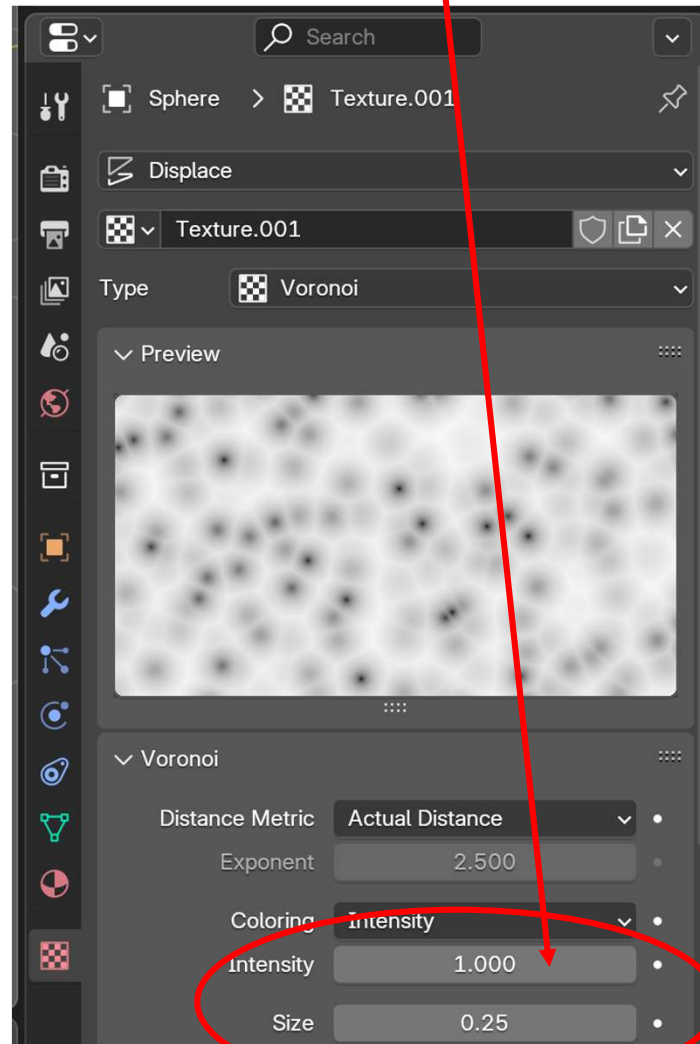 Search
Sphere > Texture.001
Displace
Texture.001
Type Voronoi
Preview
Voronoi
Distance Metric Actual Distance
Exponent 2.500
Coloring Intensity
Intensity 1.000
Size 0.25